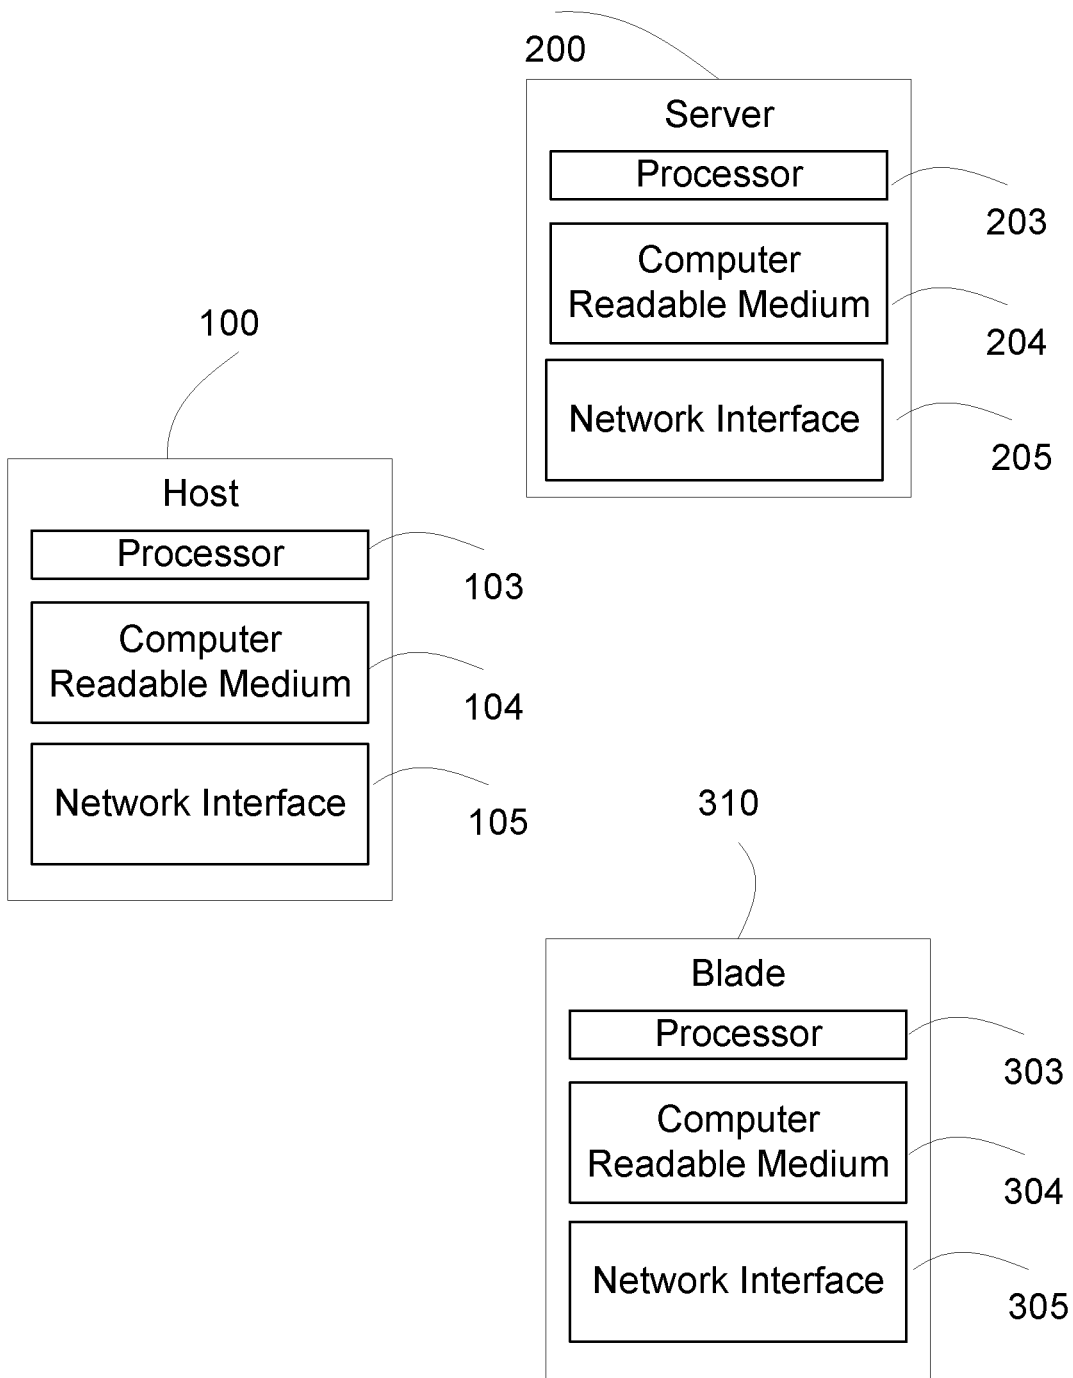 200
Server
Processor
203
Computer
Readable Medium
204
Network Interface
205
100
Host
Processor
103
Computer
Readable Medium
104
Network Interface
105
310
Blade
Processor
303
Computer
Readable Medium
304
Network Interface
305